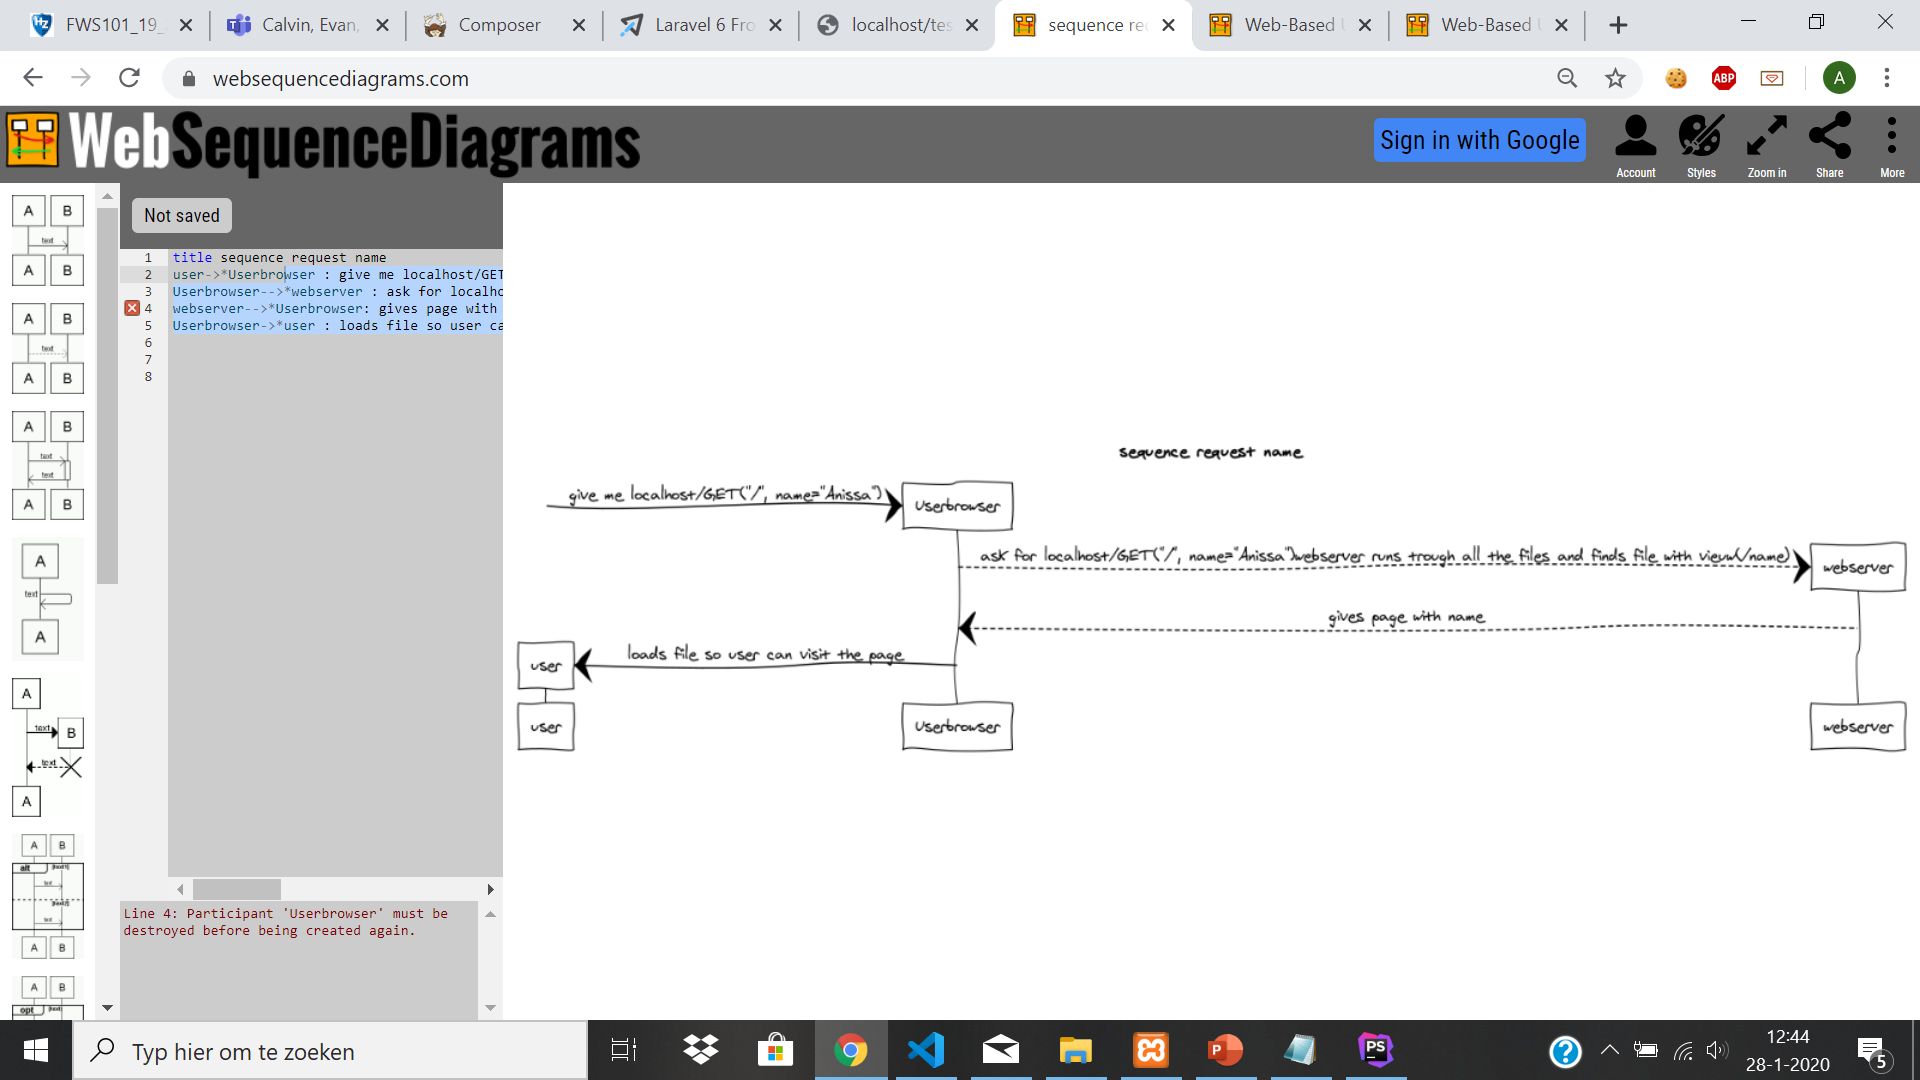 FWS101_19_
Calvin, Evan,
Composer
Laravel 6 Fro
localhost/tes
sequence re
Web-Based
Web-Based
websequencediagrams.com
ABP
A
WebSequenceDiagrams
Sign in with Google
Account
Styles
Zoom in
Share
More
Not saved
1 title sequence request name
2 user->*Userbrowser : give me localhost/GET
3 Userbrowser-->*webserver : ask for localho
4 webserver-->*Userbrowser: gives page with
5 Userbrowser->*user : loads file so user ca
6
7
8
Line 4: Participant 'Userbrowser' must be
destroyed before being created again.
A B
text
A B
A B
text
A B
A B
text
text
A B
A
text
A
A
text B
text
A
A B
alt
text
text
A B
A B
opt
sequence request name
give me localhost/GET("/", name="Anissa")
Userbrowser
ask for localhost/GET("/", name="Anissa")webserver runs trough all the files and finds file with vieuw(/name)
webserver
gives page with name
loads file so user can visit the page
user
user
Userbrowser
webserver
Typ hier om te zoeken
P
PS
?
12:44
28-1-2020
5